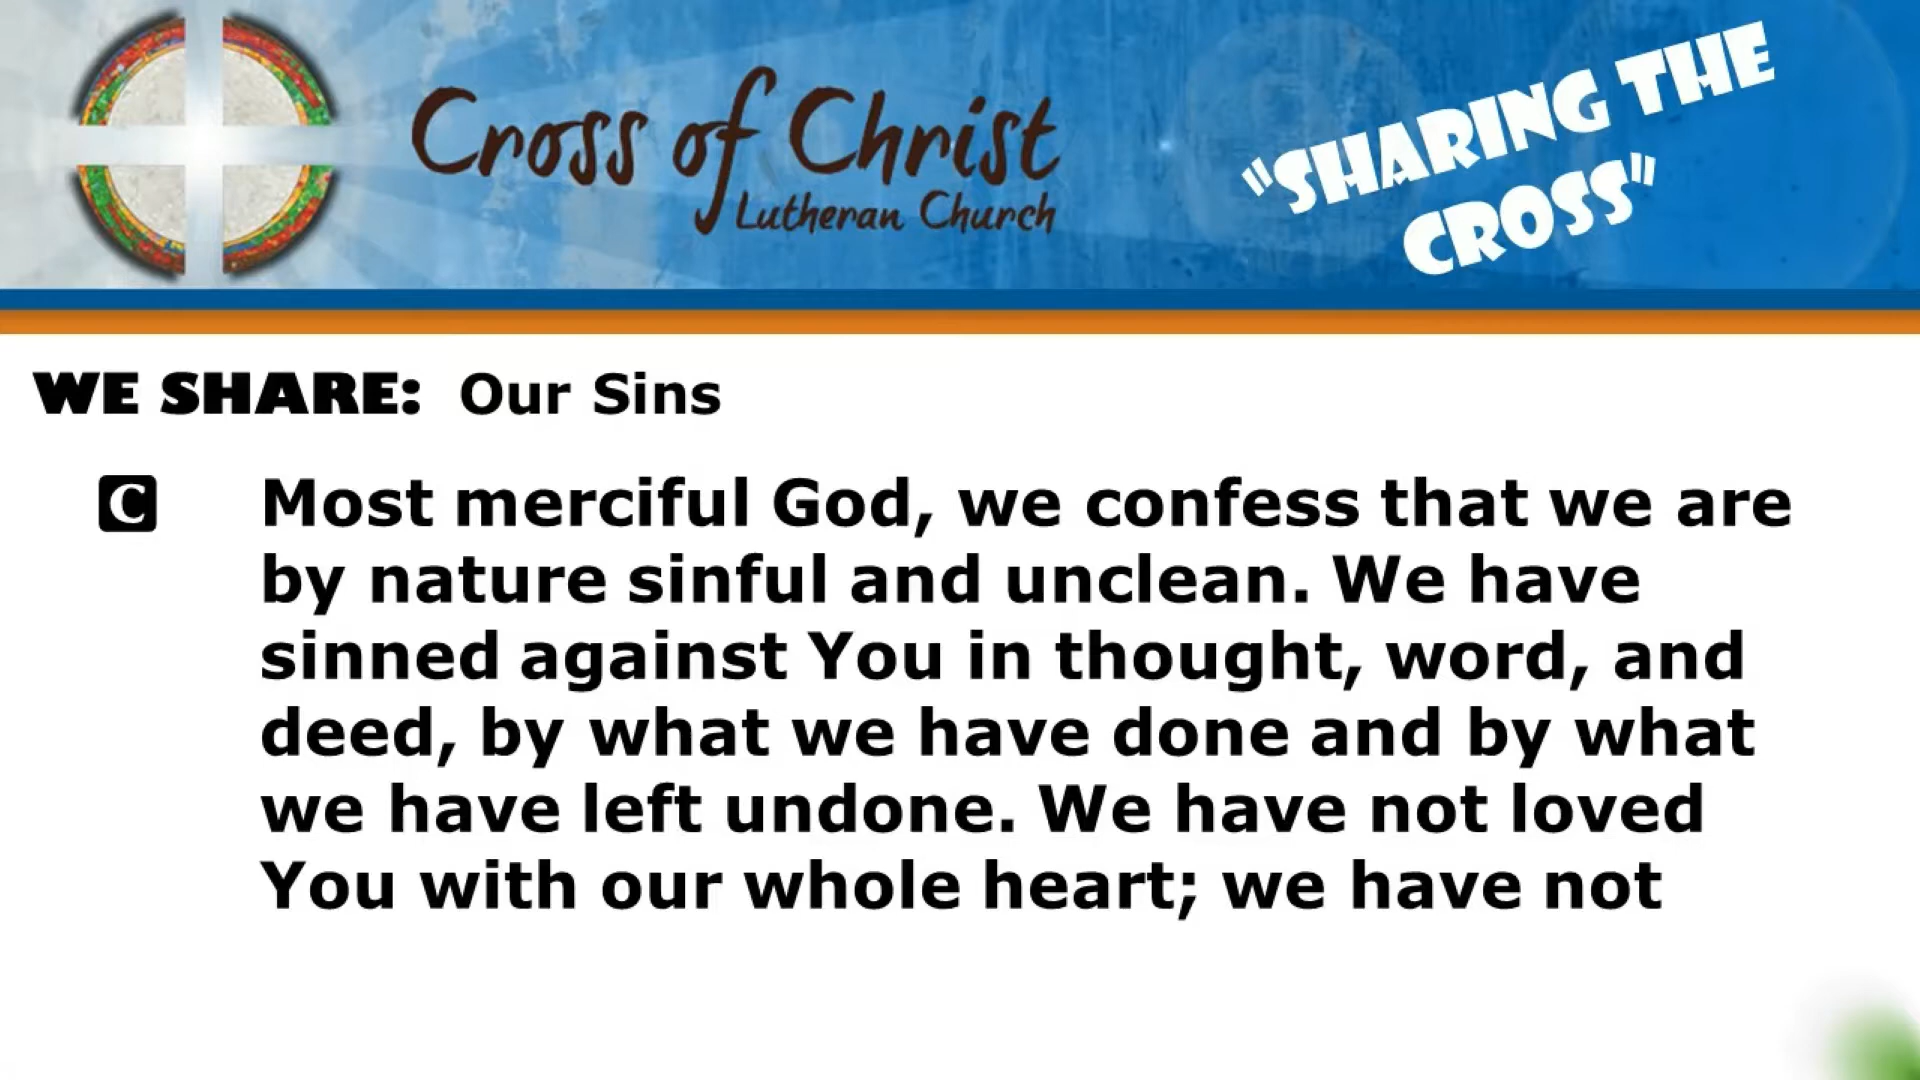 Cross of Christ
Lutheran Church
"SHARING THE
CROSS"
WE SHARE: Our Sins
C Most merciful God, we confess that we are
by nature sinful and unclean. We have
sinned against You in thought, word, and
deed, by what we have done and by what
we have left undone. We have not loved
You with our whole heart; we have not